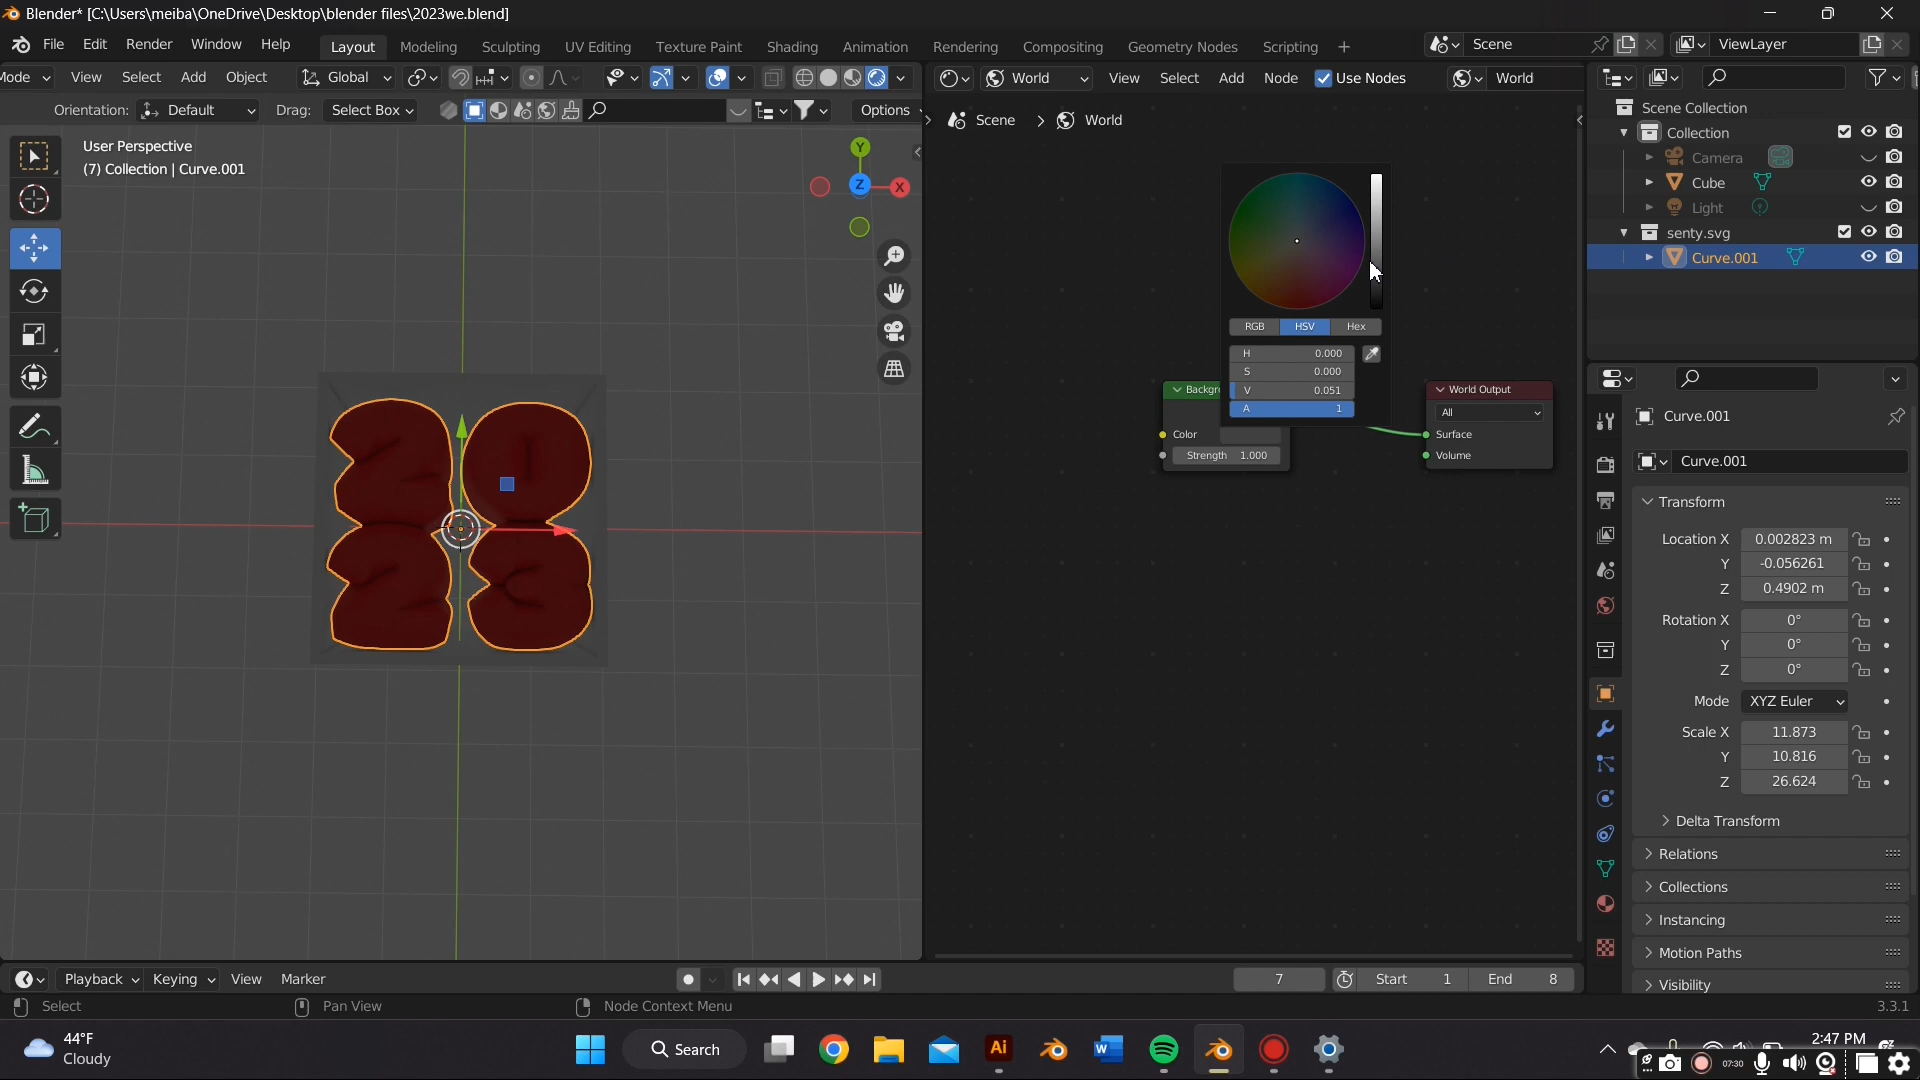 Blender* [C:\Users\meiba\OneDrive\Desktop\blender files\2023we.blend]
File Edit Render Window Help Layout Modeling Sculpting UV Editing Texture Paint Shading Animation Rendering Compositing Geometry Nodes Scripting + Scene ViewLayer
Mode View Select Add Object Global World View Select Add Node Use Nodes World
Orientation: Default Drag: Select Box Options
Scene > World
User Perspective
(7) Collection | Curve.001
Y
Z X
RGB HSV Hex
H 0.000
S 0.000
V 0.051
A 1
Backgr
Color
Strength 1.000
World Output
All
Surface
Volume
Scene Collection
Collection
Camera
Cube
Light
senty.svg
Curve.001
Curve.001
Curve.001
Transform
Location X 0.002823 m
Y -0.056261
Z 0.4902 m
Rotation X 0°
Y 0°
Z 0°
Mode XYZ Euler
Scale X 11.873
Y 10.816
Z 26.624
Delta Transform
Relations
Collections
Instancing
Motion Paths
Visibility
Playback Keying View Marker 7 Start 1 End 8
Select Pan View Node Context Menu 3.3.1
44°F
Cloudy
Search
Ai
W
2:47 PM
07:30